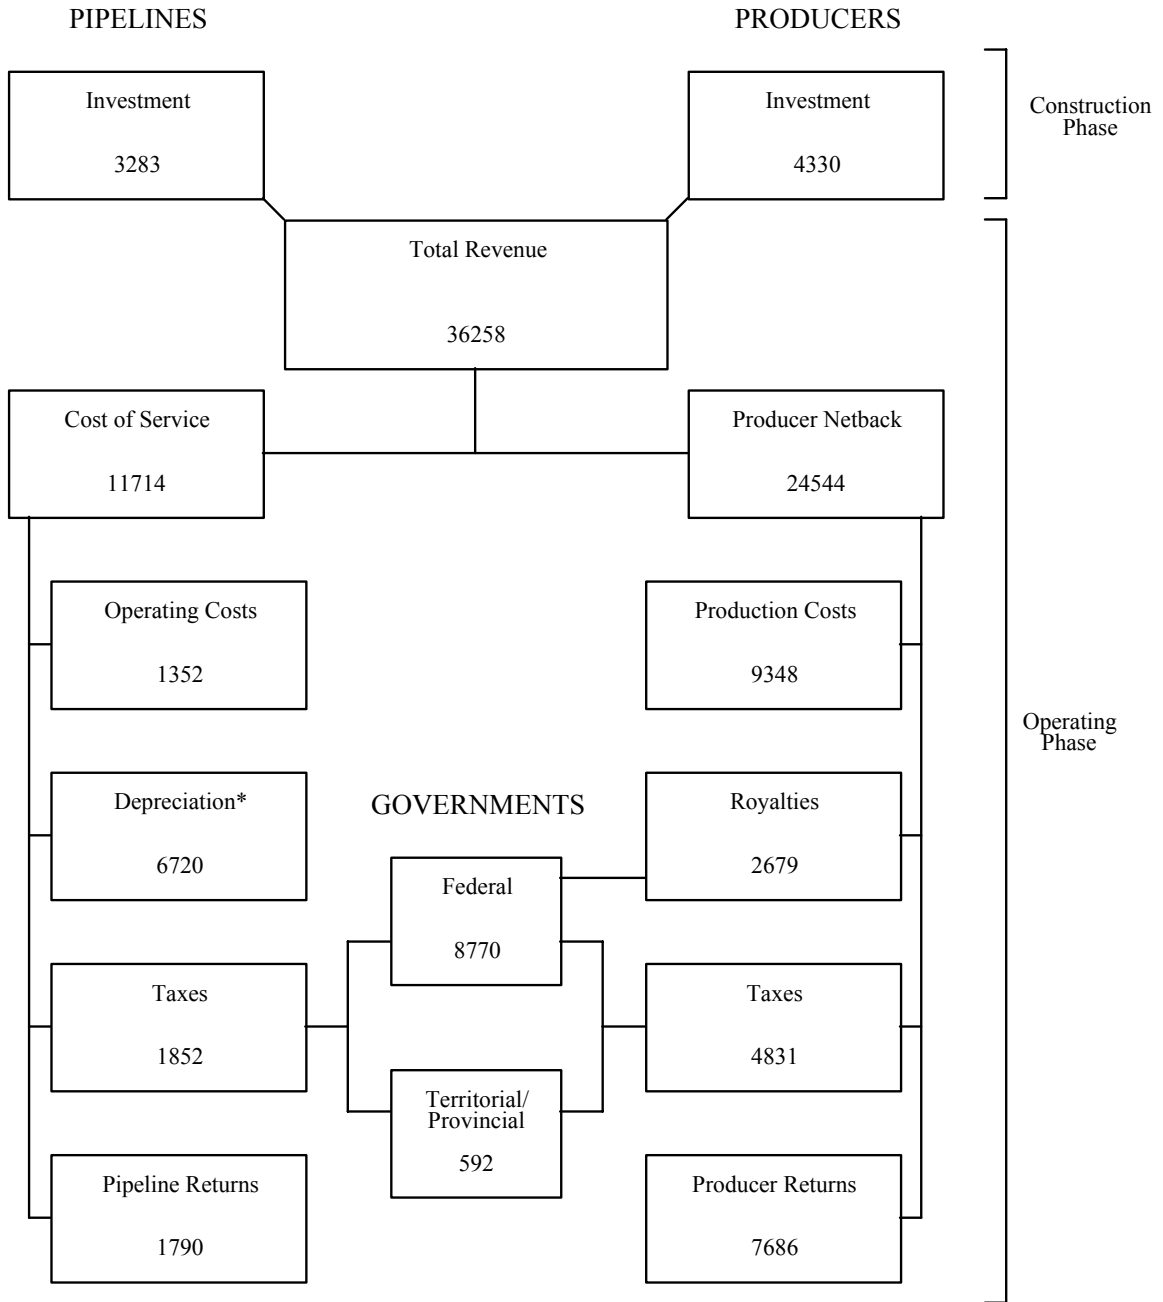 PIPELINES
PRODUCERS
Investment
3283
Investment
4330
Construction
Phase
Total Revenue
36258
Cost of Service
11714
Producer Netback
24544
Operating Costs
1352
Production Costs
9348
Operating
Phase
Depreciation*
6720
GOVERNMENTS
Royalties
2679
Federal
8770
Taxes
1852
Taxes
4831
Territorial/
Provincial
592
Pipeline Returns
1790
Producer Returns
7686